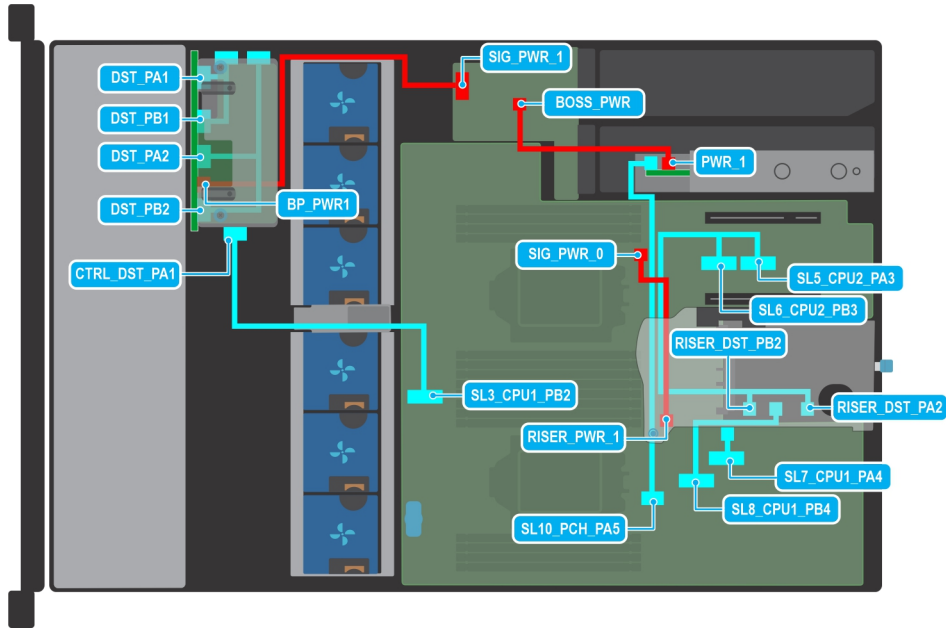 SIG_PWR_1
DST_PA1
BOSS_PWR
DST_PB1
DST_PA2
PWR_1
BP_PWR1
DST_PB2
SIG_PWR_0
CTRL_DST_PA1
SL5_CPU2_PA3
SL6_CPU2_PB3
RISER_DST_PB2
SL3_CPU1_PB2
RISER_DST_PA2
RISER_PWR_1
SL7_CPU1_PA4
SL8_CPU1_PB4
SL10_PCH_PA5